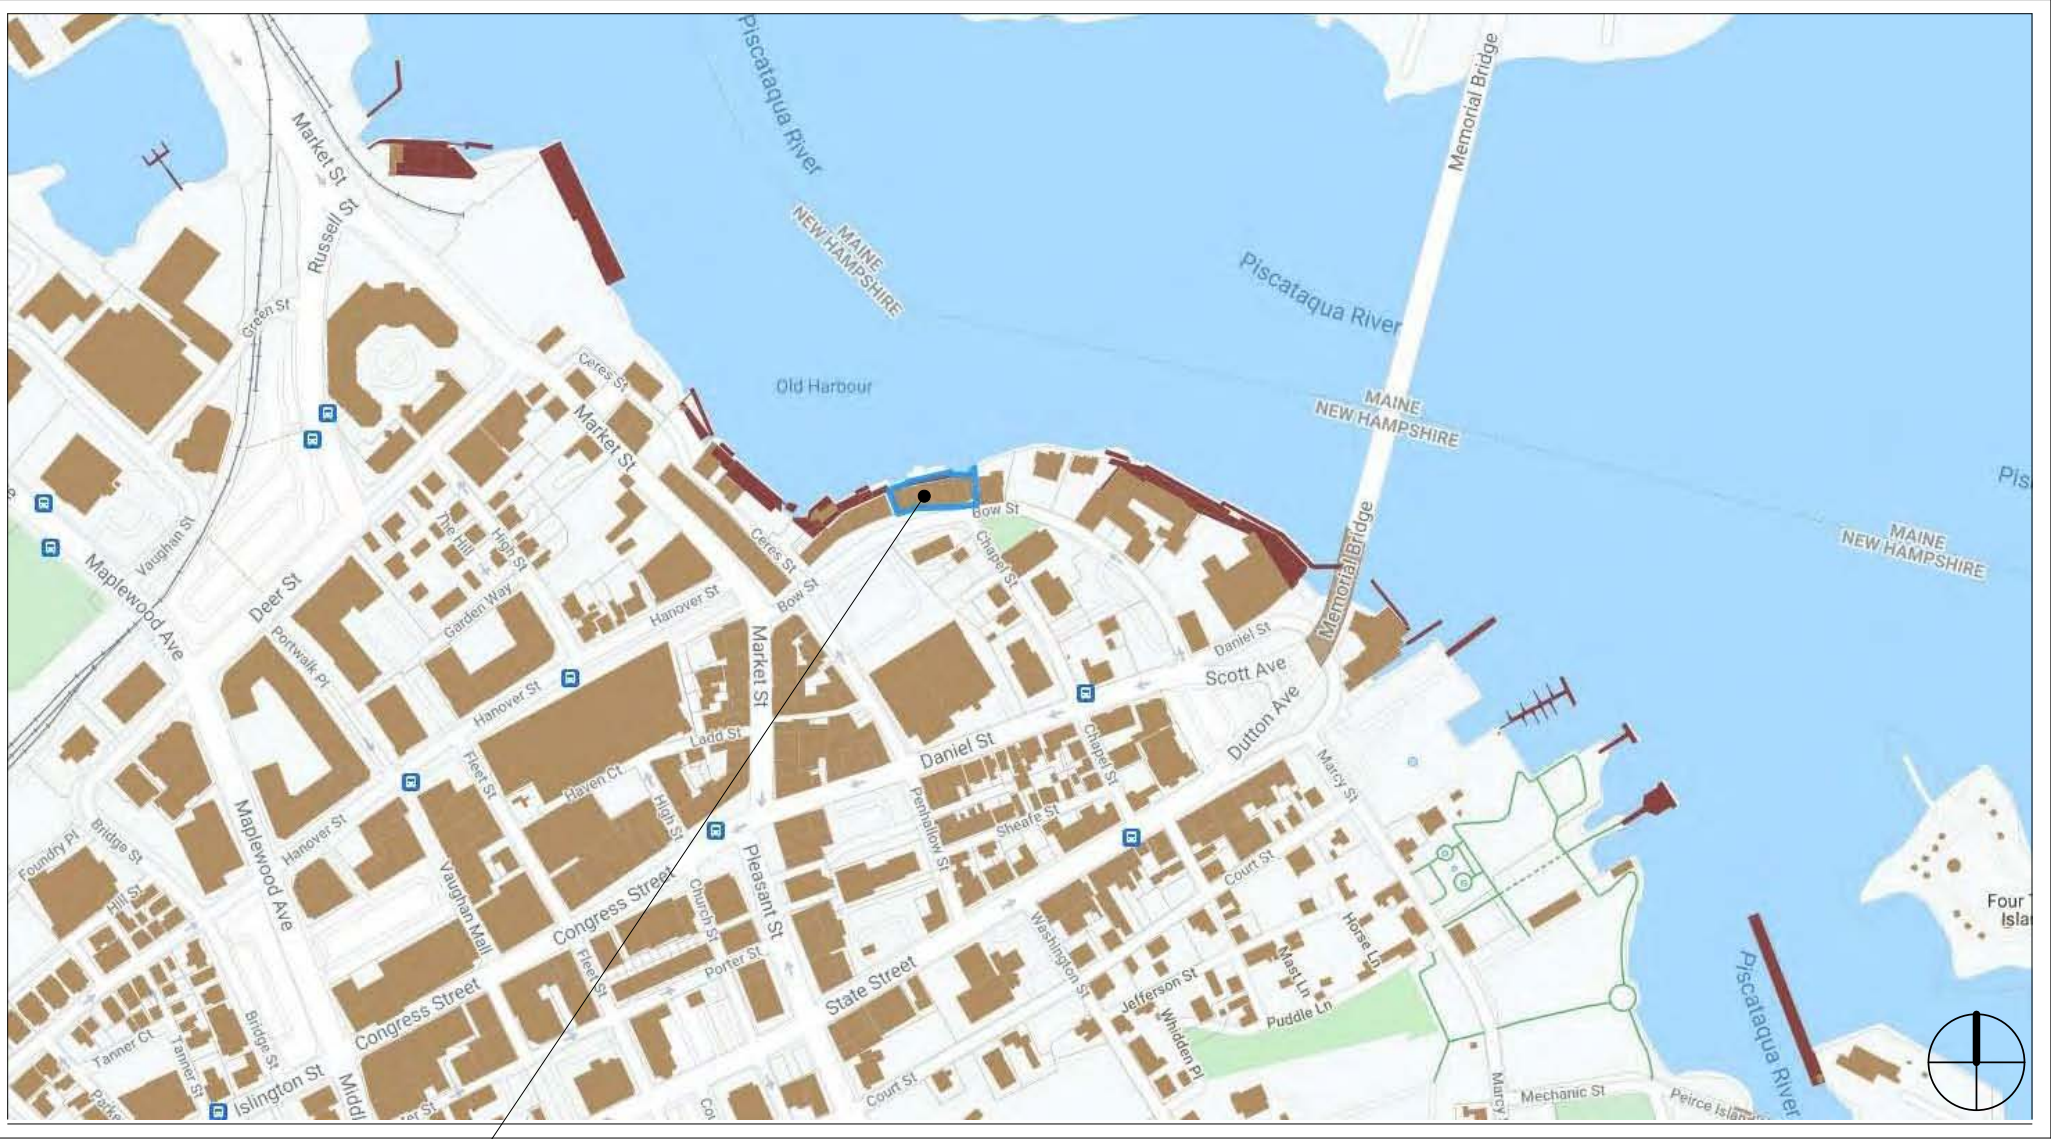 Piscataqua River
Memorial Bridge
Market St
Russell St
MAINE
NEW HAMPSHIRE
Piscataqua River
Green St
Ceres St
Old Harbour
MAINE
NEW HAMPSHIRE
Market St
Bow St
MAINE
NEW HAMPSHIRE
Vaughan St
The Hill
High St
Ceres St
Chapel St
Memorial Bridge
Maplewood Ave
Deer St
Garden Way
Hanover St
Bow St
Portwalk Pl
Market St
Daniel St
Scott Ave
Hanover St
Dutton Ave
Ladd St
Daniel St
Chapel St
Fleet St
Haven Ct
Marcy St
High St
Penhallow St
Sheafe St
Maplewood Ave
Hanover St
Bridge St
Foundry Pl
Pleasant St
Court St
Vaughan Mall
Congress Street
Church St
Hill St
Washington St
Horse Ln
Four
Fleet St
Porter St
State Street
Jefferson St
Mast Ln
Piscataqua River
Congress Street
Puddle Ln
Whidden Pl
Tanner Ct
Tanner St
Bridge St
Islington St
Court St
Mechanic St
Marcy